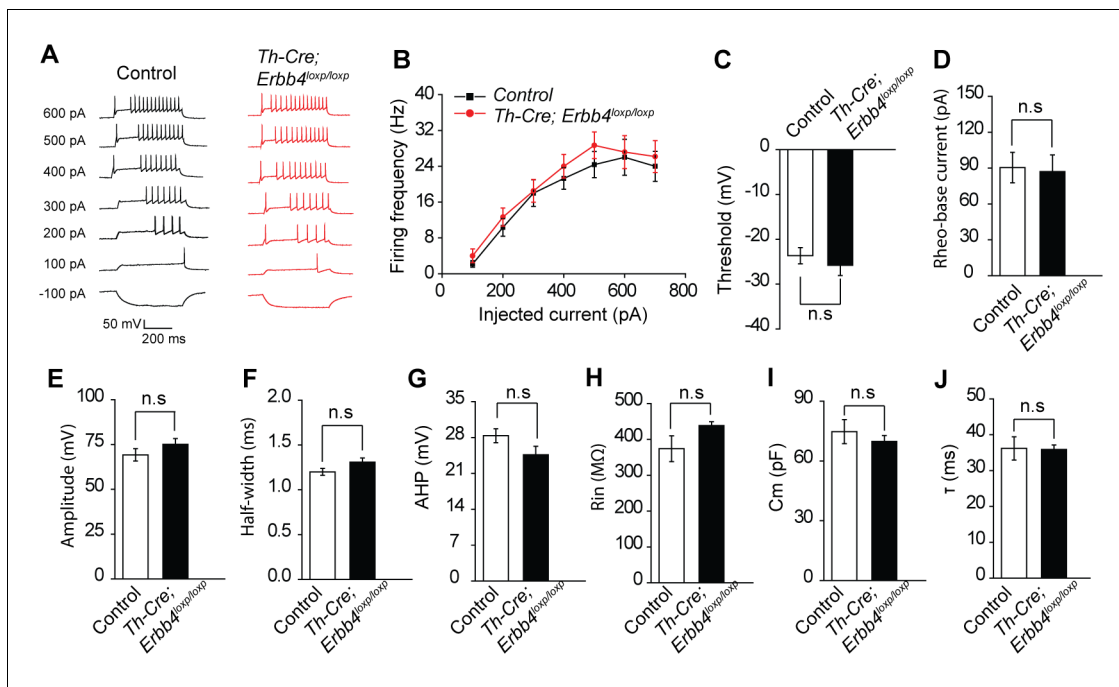 A
Control
Th-Cre;
Erbb4loxp/loxp
600 pA
500 pA
400 pA
300 pA
200 pA
100 pA
-100 pA
50 mV
200 ms
B
Control
Th-Cre; Erbb4loxp/loxp
Firing frequency (Hz)
36
24
12
0
0 200 400 600 800
Injected current (pA)
C
Control
Th-Cre;
Erbb4loxp/loxp
Threshold (mV)
0
-10
-20
-30
-40
n.s
D
Rheo-base current (pA)
150
120
90
60
30
0
n.s
Control
Th-Cre;
Erbb4loxp/loxp
E
Amplitude (mV)
100
75
50
25
0
n.s
Control
Th-Cre;
Erbb4loxp/loxp
F
Half-width (ms)
2.0
1.6
1.2
1.0
0.0
n.s
Control
Th-Cre;
Erbb4loxp/loxp
G
AHP (mV)
35
28
21
14
7
0
n.s
Control
Th-Cre;
Erbb4loxp/loxp
H
Rin (MΩ)
500
400
300
200
100
0
n.s
Control
Th-Cre;
Erbb4loxp/loxp
I
Cm (pF)
90
60
30
0
n.s
Control
Th-Cre;
Erbb4loxp/loxp
J
τ (ms)
50
40
30
20
10
0
n.s
Control
Th-Cre;
Erbb4loxp/loxp